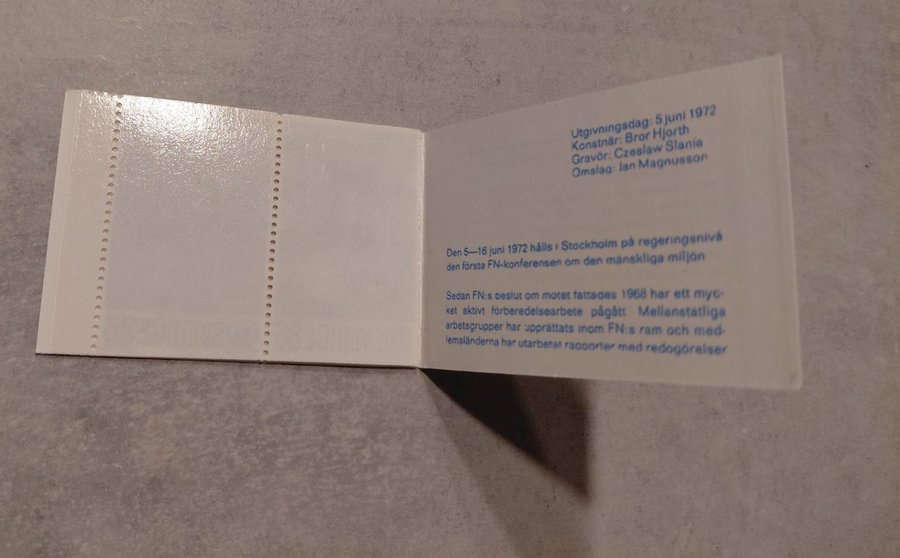 Utgivningsdag: 5 juni 1972
Konstnär: Bror Hjorth
Gravör: Czeslaw Slania
Omslag: Jan Magnusson
Den 5—16 juni 1972 hålls i Stockholm på regeringsnivå
den första FN-konferensen om den mänskliga miljön
Sedan FN:s beslut om mötet fattades 1968 har ett myc-
ket aktivt förberedelsearbete pågått Mellanstatliga
arbetsgrupper har upprättats inom FN:s ram och med-
lemsländerna har utarbetat rapporter med redogörelser